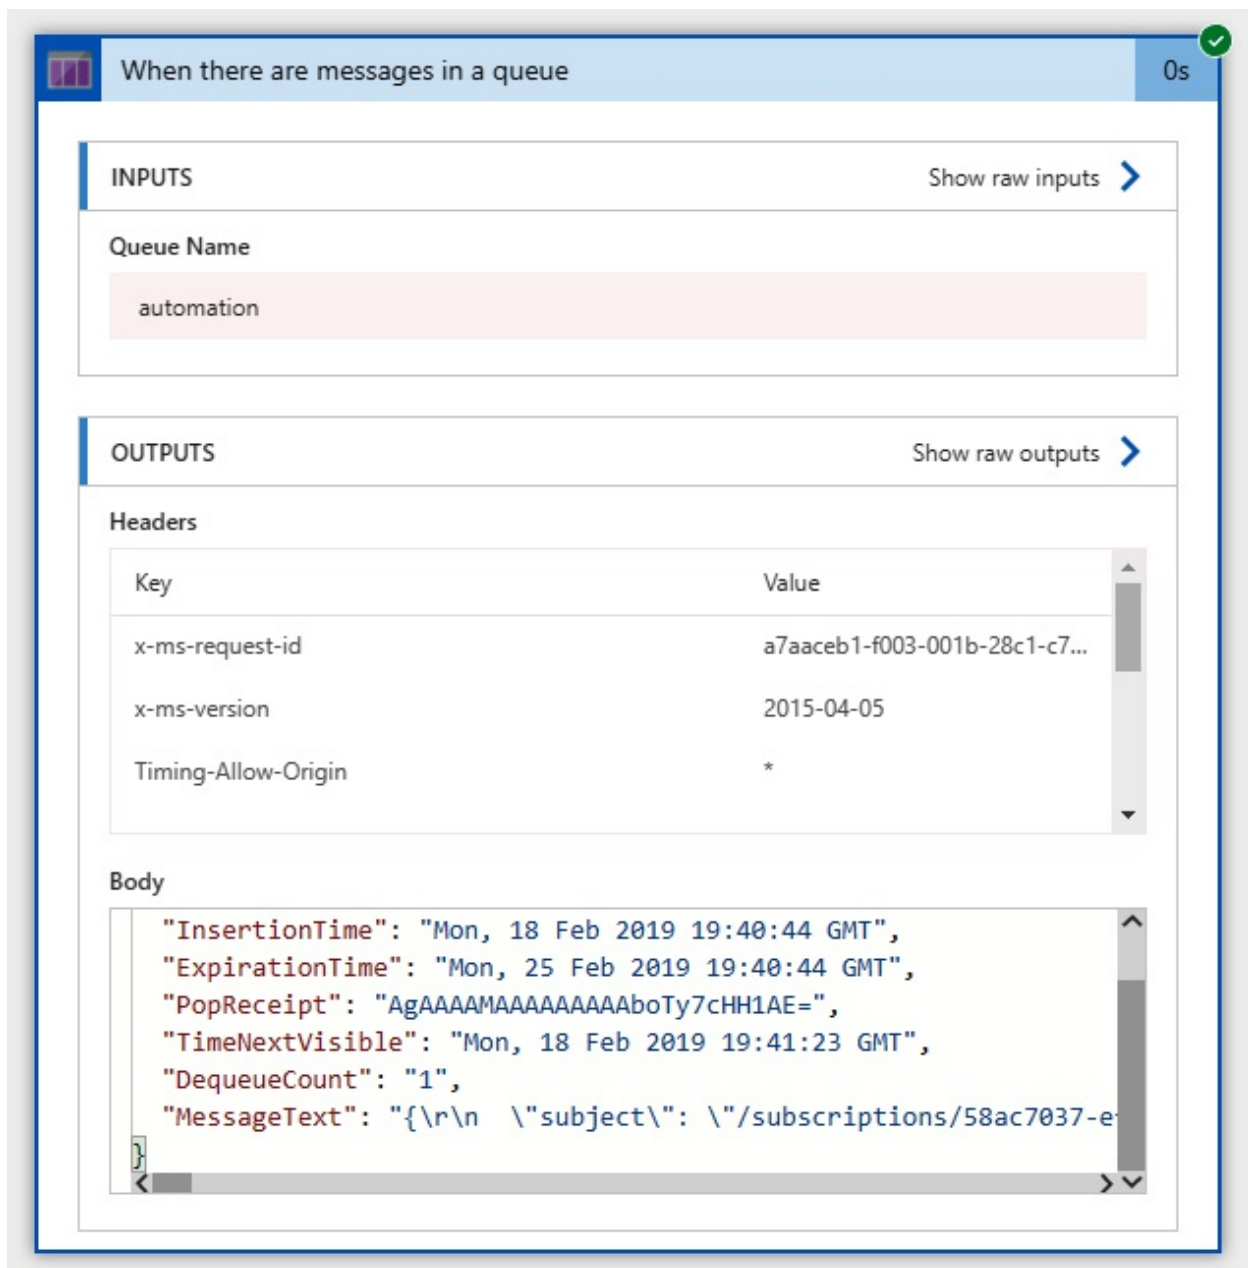 When there are messages in a queue 0s
INPUTS Show raw inputs
Queue Name
automation
OUTPUTS Show raw outputs
Headers
Key Value
x-ms-request-id a7aaceb1-f003-001b-28c1-c7...
x-ms-version 2015-04-05
Timing-Allow-Origin *
Body
"InsertionTime": "Mon, 18 Feb 2019 19:40:44 GMT",
"ExpirationTime": "Mon, 25 Feb 2019 19:40:44 GMT",
"PopReceipt": "AgAAAAMAAAAAAAAAboTy7cHH1AE=",
"TimeNextVisible": "Mon, 18 Feb 2019 19:41:23 GMT",
"DequeueCount": "1",
"MessageText": "{\r\n  \"subject\": \"/subscriptions/58ac7037-e
}